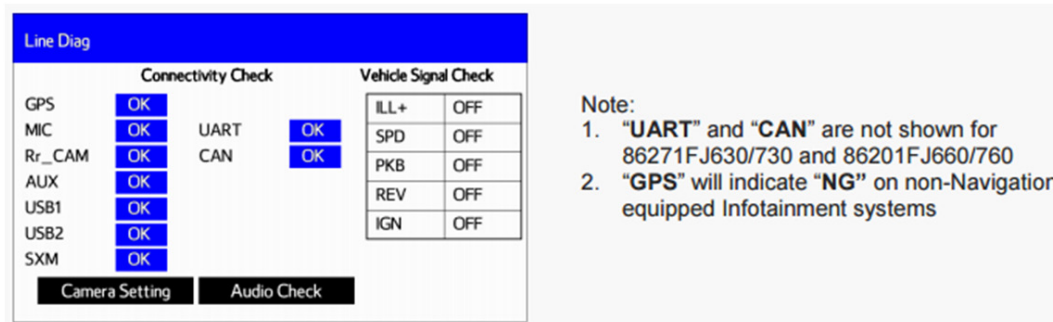 Line Diag
Connectivity Check Vehicle Signal Check
GPS OK ILL+ OFF
MIC OK UART OK SPD OFF
Rr_CAM OK CAN OK PKB OFF
AUX OK REV OFF
USB1 OK IGN OFF
USB2 OK
SXM OK
Camera Setting Audio Check
Note:
1. “UART” and “CAN” are not shown for
86271FJ630/730 and 86201FJ660/760
2. “GPS” will indicate “NG” on non-Navigation
equipped Infotainment systems